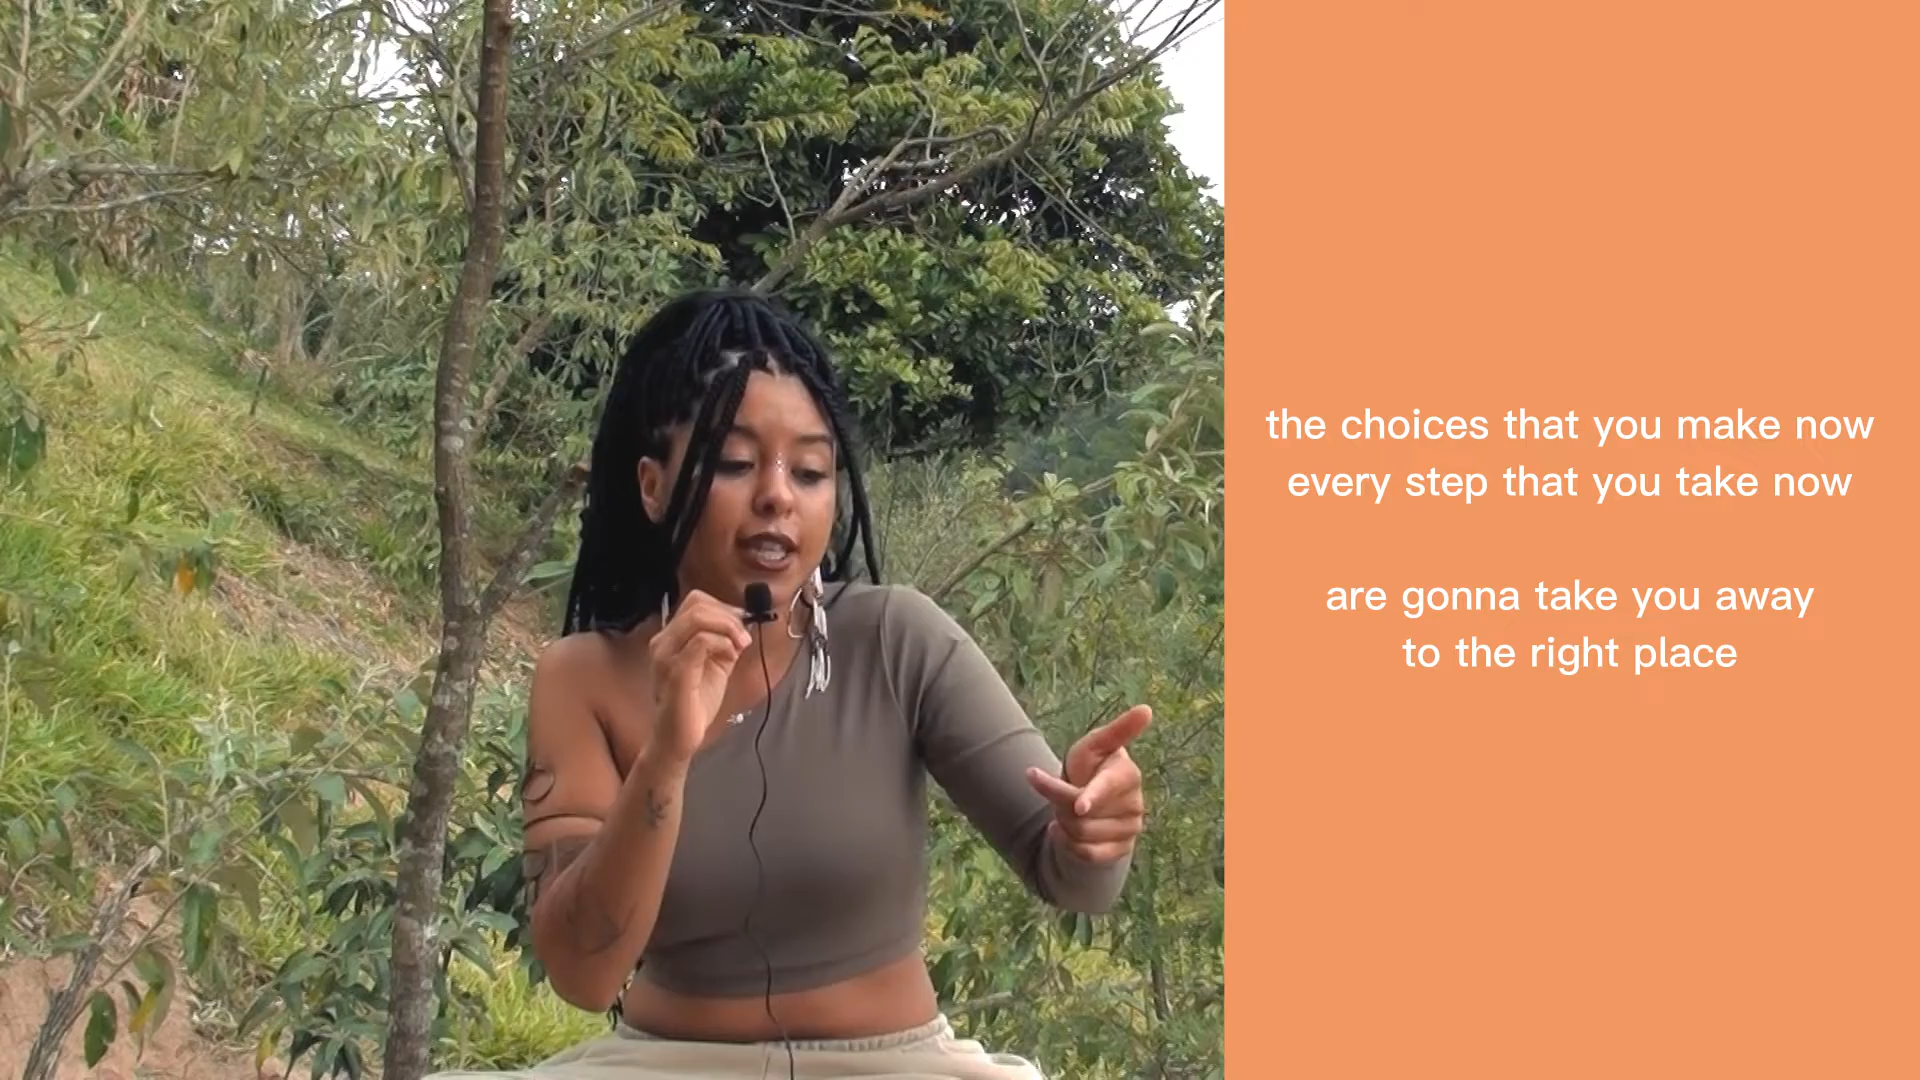 the choices that you make now
every step that you take now
are gonna take you away
to the right place